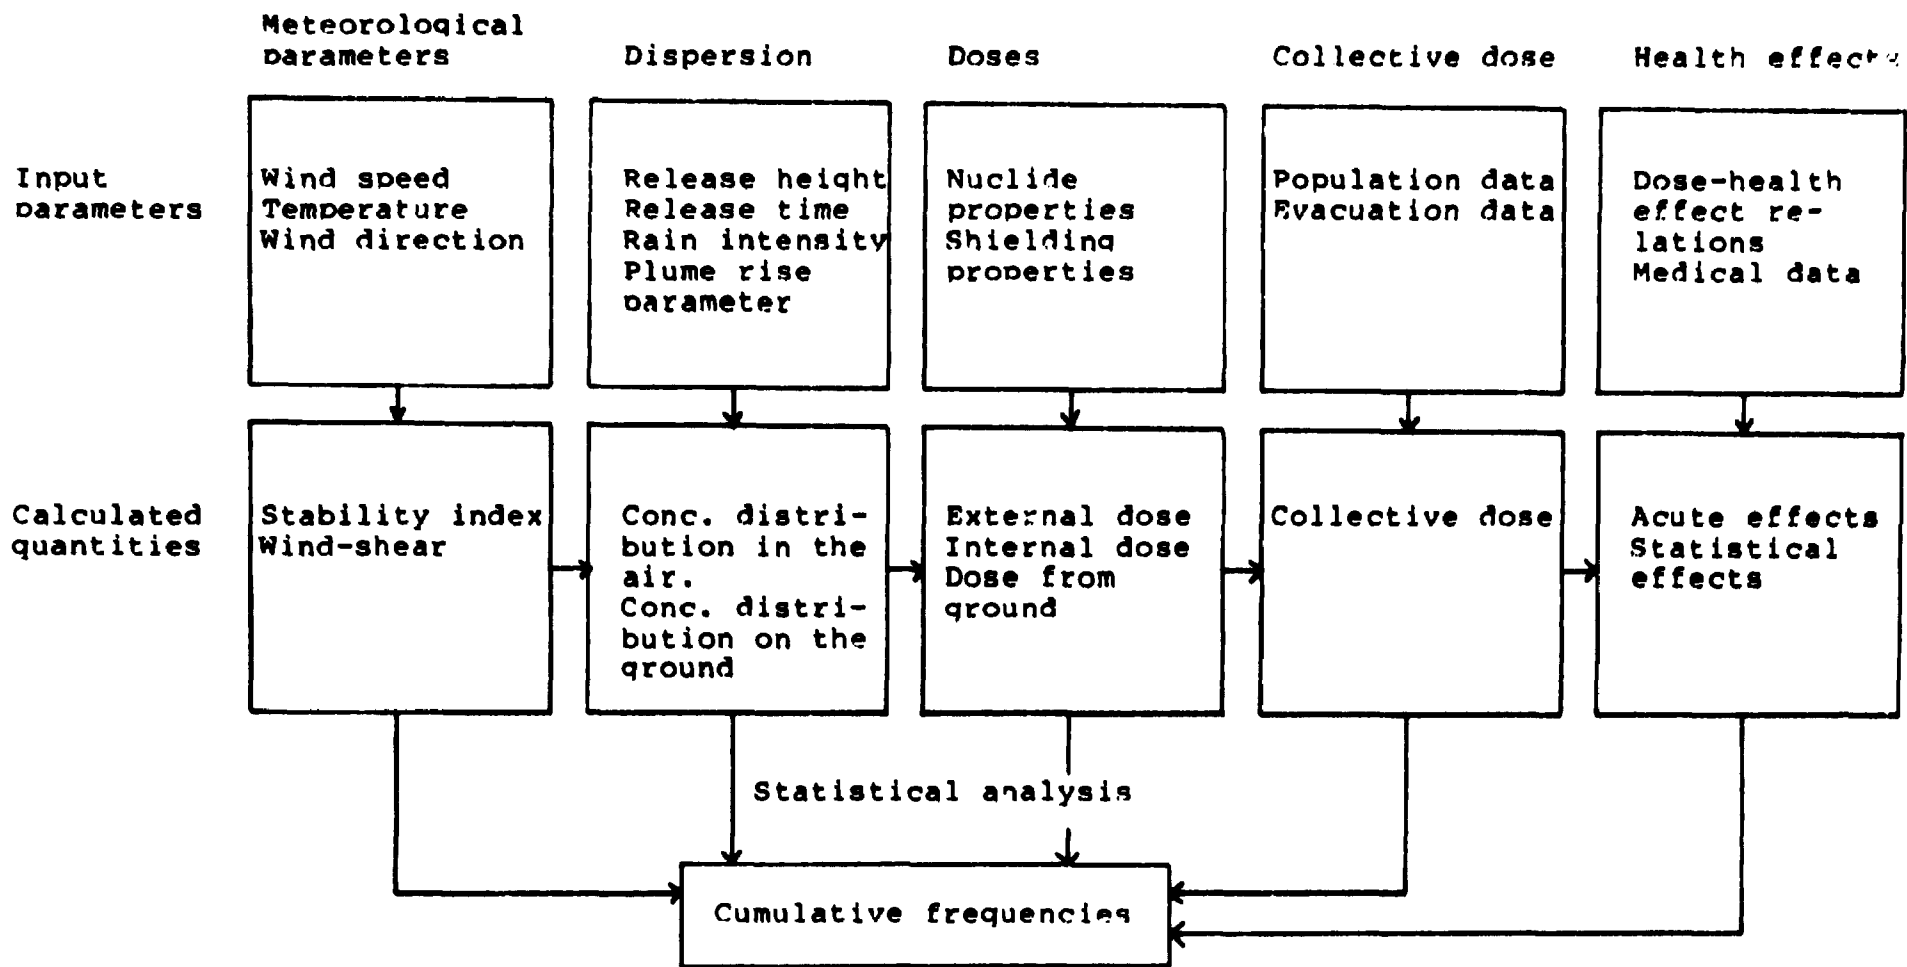 Meteorological
parameters
Dispersion
Doses
Collective dose
Health effects
Input
parameters
Wind speed
Temperature
Wind direction
Release height
Release time
Rain intensity
Plume rise
parameter
Nuclide
properties
Shielding
properties
Population data
Evacuation data
Dose-health
effect re-
lations
Medical data
Calculated
quantities
Stability index
Wind-shear
Conc. distri-
bution in the
air.
Conc. distri-
bution on the
ground
External dose
Internal dose
Dose from
ground
Collective dose
Acute effects
Statistical
effects
Statistical analysis
Cumulative frequencies